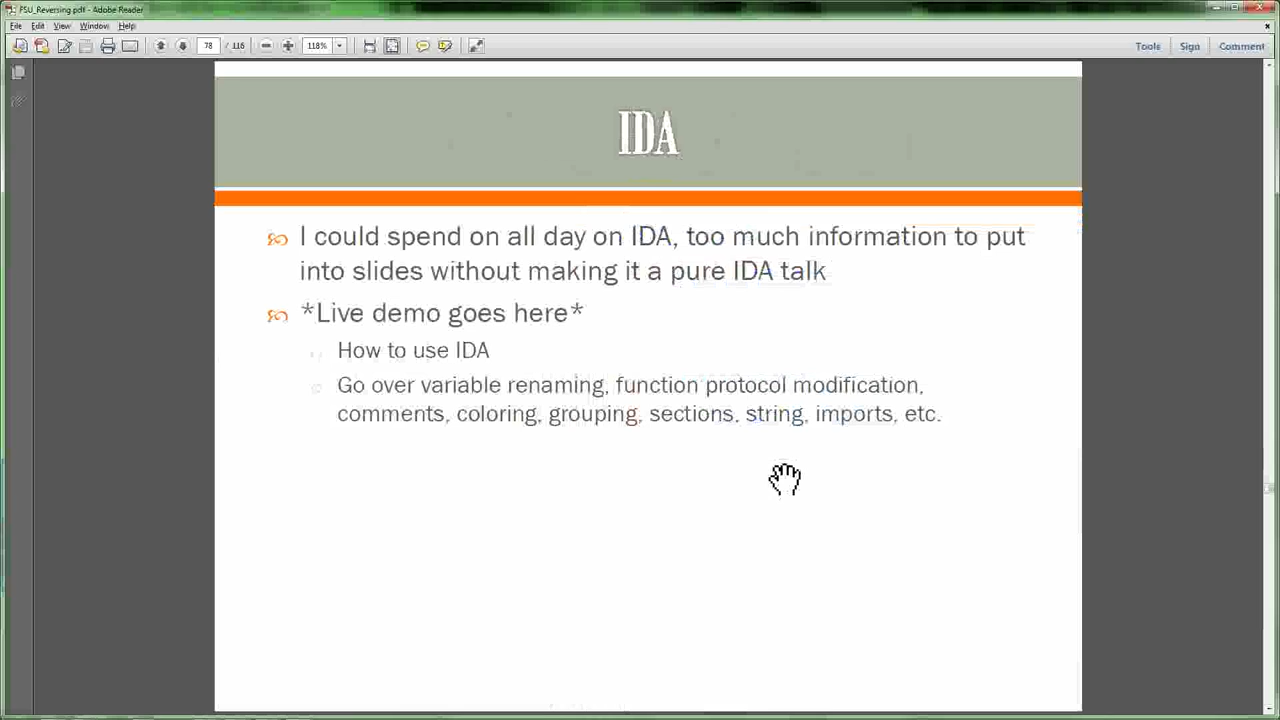 FSU_Reversing.pdf - Adobe Reader
File Edit View Window Help
78 / 118 118% Tools Sign Comment
IDA
I could spend on all day on IDA, too much information to put
into slides without making it a pure IDA talk
*Live demo goes here*
How to use IDA
Go over variable renaming, function protocol modification,
comments, coloring, grouping, sections, string, imports, etc.